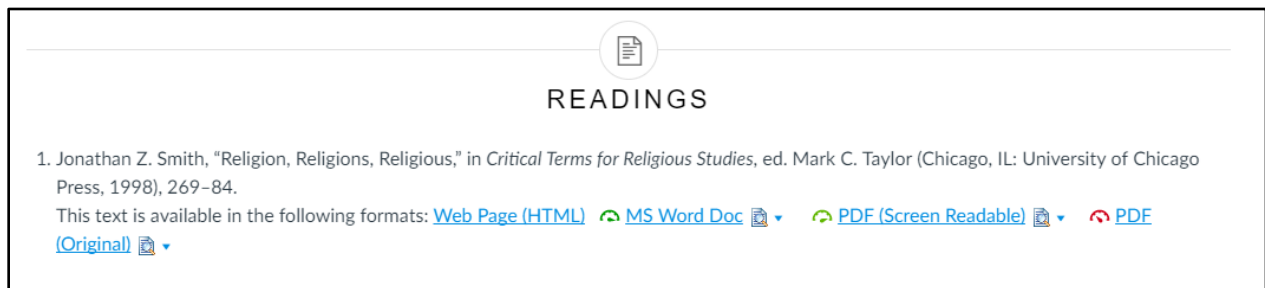 READINGS
1. Jonathan Z. Smith, “Religion, Religions, Religious,” in Critical Terms for Religious Studies, ed. Mark C. Taylor (Chicago, IL: University of Chicago
Press, 1998), 269–84.
This text is available in the following formats: Web Page (HTML) MS Word Doc PDF (Screen Readable) PDF
(Original)